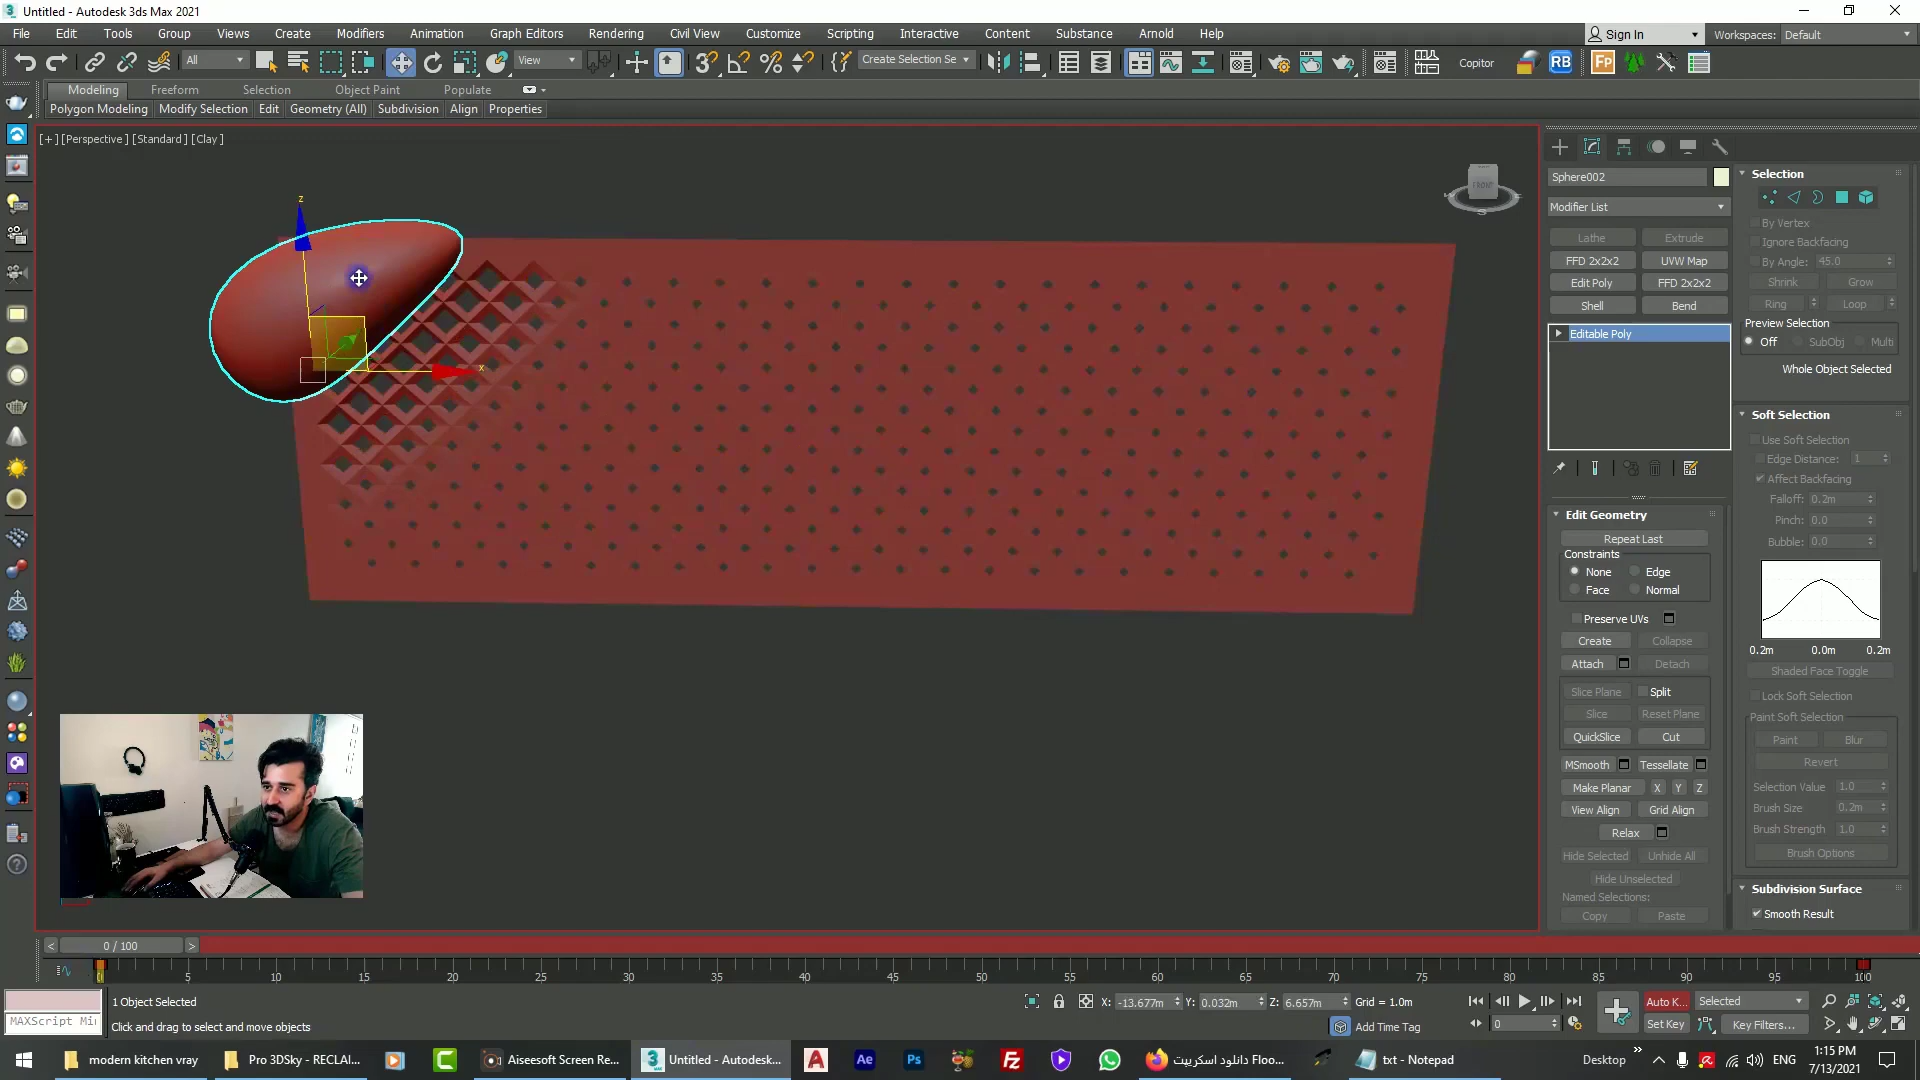 Untitled - Autodesk 3ds Max 2021
File Edit Tools Group Views Create Modifiers Animation Graph Editors Rendering Civil View Customize Scripting Interactive Content Substance Arnold Help
Sign In Workspaces: Default
All View Create Selection Se Copitor RB Fp
Modeling Freeform Selection Object Paint Populate
Polygon Modeling Modify Selection Edit Geometry (All) Subdivision Align Properties
[+] [Perspective] [Standard] [Clay]
z
x
FRONT
S
Sphere002
Modifier List
Lathe Extrude
FFD 2x2x2 UVW Map
Edit Poly FFD 2x2x2
Shell Bend
Editable Poly
Edit Geometry
Repeat Last
Constraints
None Edge
Face Normal
Preserve UVs
Create Collapse
Attach Detach
Slice Plane Split
Slice Reset Plane
QuickSlice Cut
MSmooth Tessellate
Make Planar X Y Z
View Align Grid Align
Relax
Hide Selected Unhide All
Hide Unselected
Named Selections:
Copy Paste
Selection
By Vertex
Ignore Backfacing
By Angle: 45.0
Shrink Grow
Ring Loop
Preview Selection
Off SubObj Multi
Whole Object Selected
Soft Selection
Use Soft Selection
Edge Distance: 1
Affect Backfacing
Falloff: 0.2m
Pinch: 0.0
Bubble: 0.0
0.2m 0.0m 0.2m
Shaded Face Toggle
Lock Soft Selection
Paint Soft Selection
Paint Blur
Revert
Selection Value 1.0
Brush Size 0.2m
Brush Strength 1.0
Brush Options
Subdivision Surface
Smooth Result
0 / 100
0 5 10 15 20 25 30 35 40 45 50 55 60 65 70 75 80 85 90 95 100
1 Object Selected X: -13.677m Y: 0.032m Z: 6.657m Grid = 1.0m Auto K... Selected
MAXScript Mi Click and drag to select and move objects Add Time Tag 0 Set Key Key Filters...
modern kitchen vray Pro 3DSky - RECLAI... Aiseesoft Screen Re... Untitled - Autodesk... Ae Ps دانلود اسکریپت Floo... txt - Notepad Desktop ENG 1:15 PM
7/13/2021